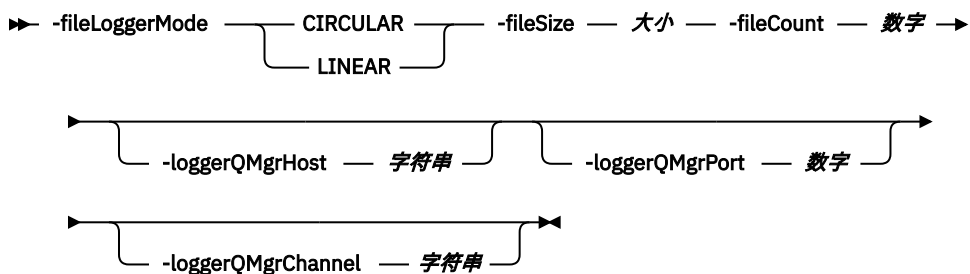 -fileLoggerMode CIRCULAR -fileSize 大小 -fileCount 数字
LINEAR
-loggerQMgrHost 字符串 -loggerQMgrPort 数字
-loggerQMgrChannel 字符串